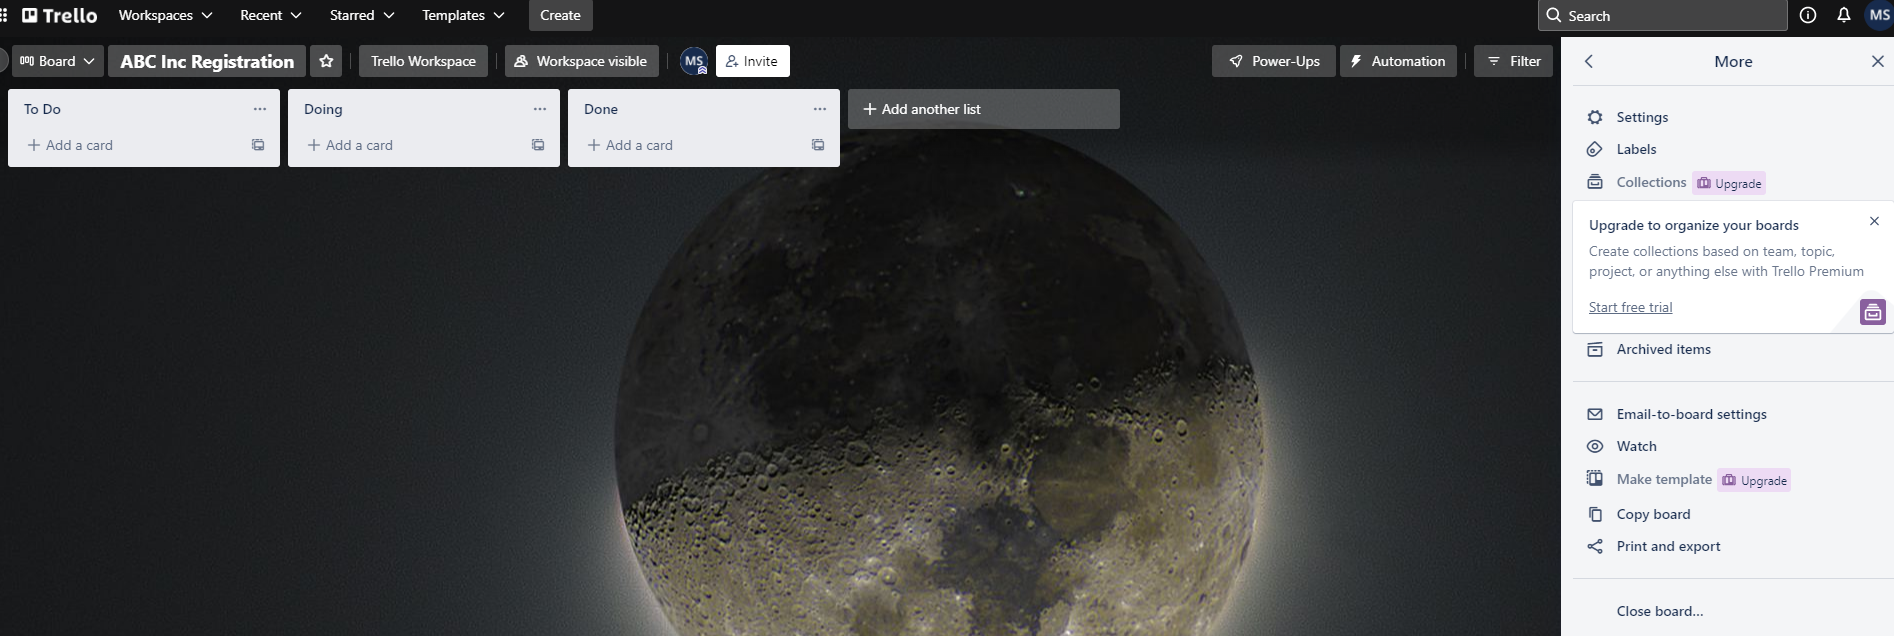 Trello Workspaces Recent Starred Templates Create Search MS
Board ABC Inc Registration Trello Workspace Workspace visible MS Invite Power-Ups Automation Filter
To Do
Add a card
Doing
Add a card
Done
Add a card
Add another list
More
Settings
Labels
Collections Upgrade
Upgrade to organize your boards
Create collections based on team, topic,
project, or anything else with Trello Premium
Start free trial
Archived items
Email-to-board settings
Watch
Make template Upgrade
Copy board
Print and export
Close board...